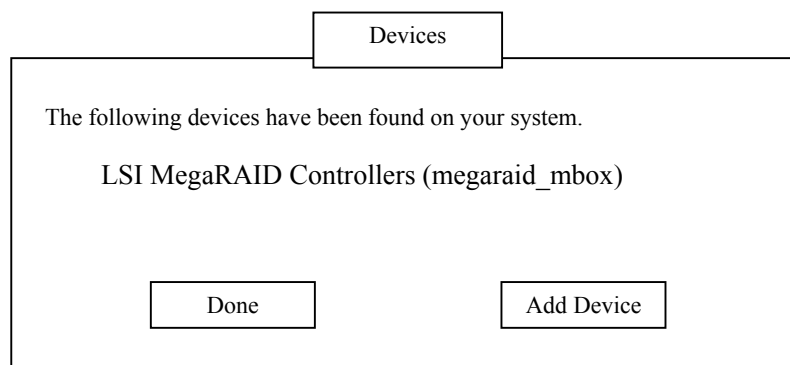 Devices
The following devices have been found on your system.
LSI MegaRAID Controllers (megaraid_mbox)
Done
Add Device